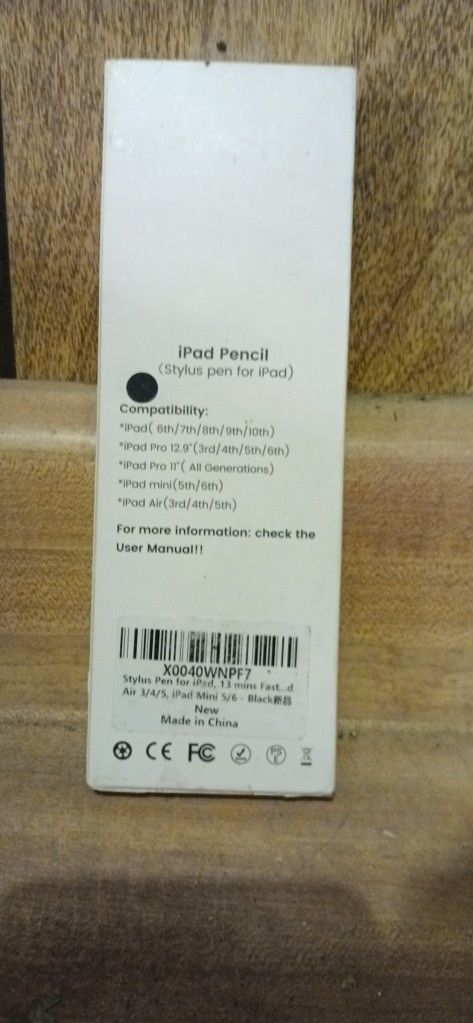 iPad Pencil
(Stylus pen for iPad)
Compatibility:
*iPad( 6th/7th/8th/9th/10th)
*iPad Pro 12.9"(3rd/4th/5th/6th)
*iPad Pro 11"( All Generations)
*iPad mini(5th/6th)
*iPad Air(3rd/4th/5th)
For more information: check the
User Manual!!
X0040WNPF7
Stylus Pen for iPad, 13 mins Fast...d
Air 3/4/5, iPad Mini 5/6 - Black新品
New
Made in China
CE FC PS E